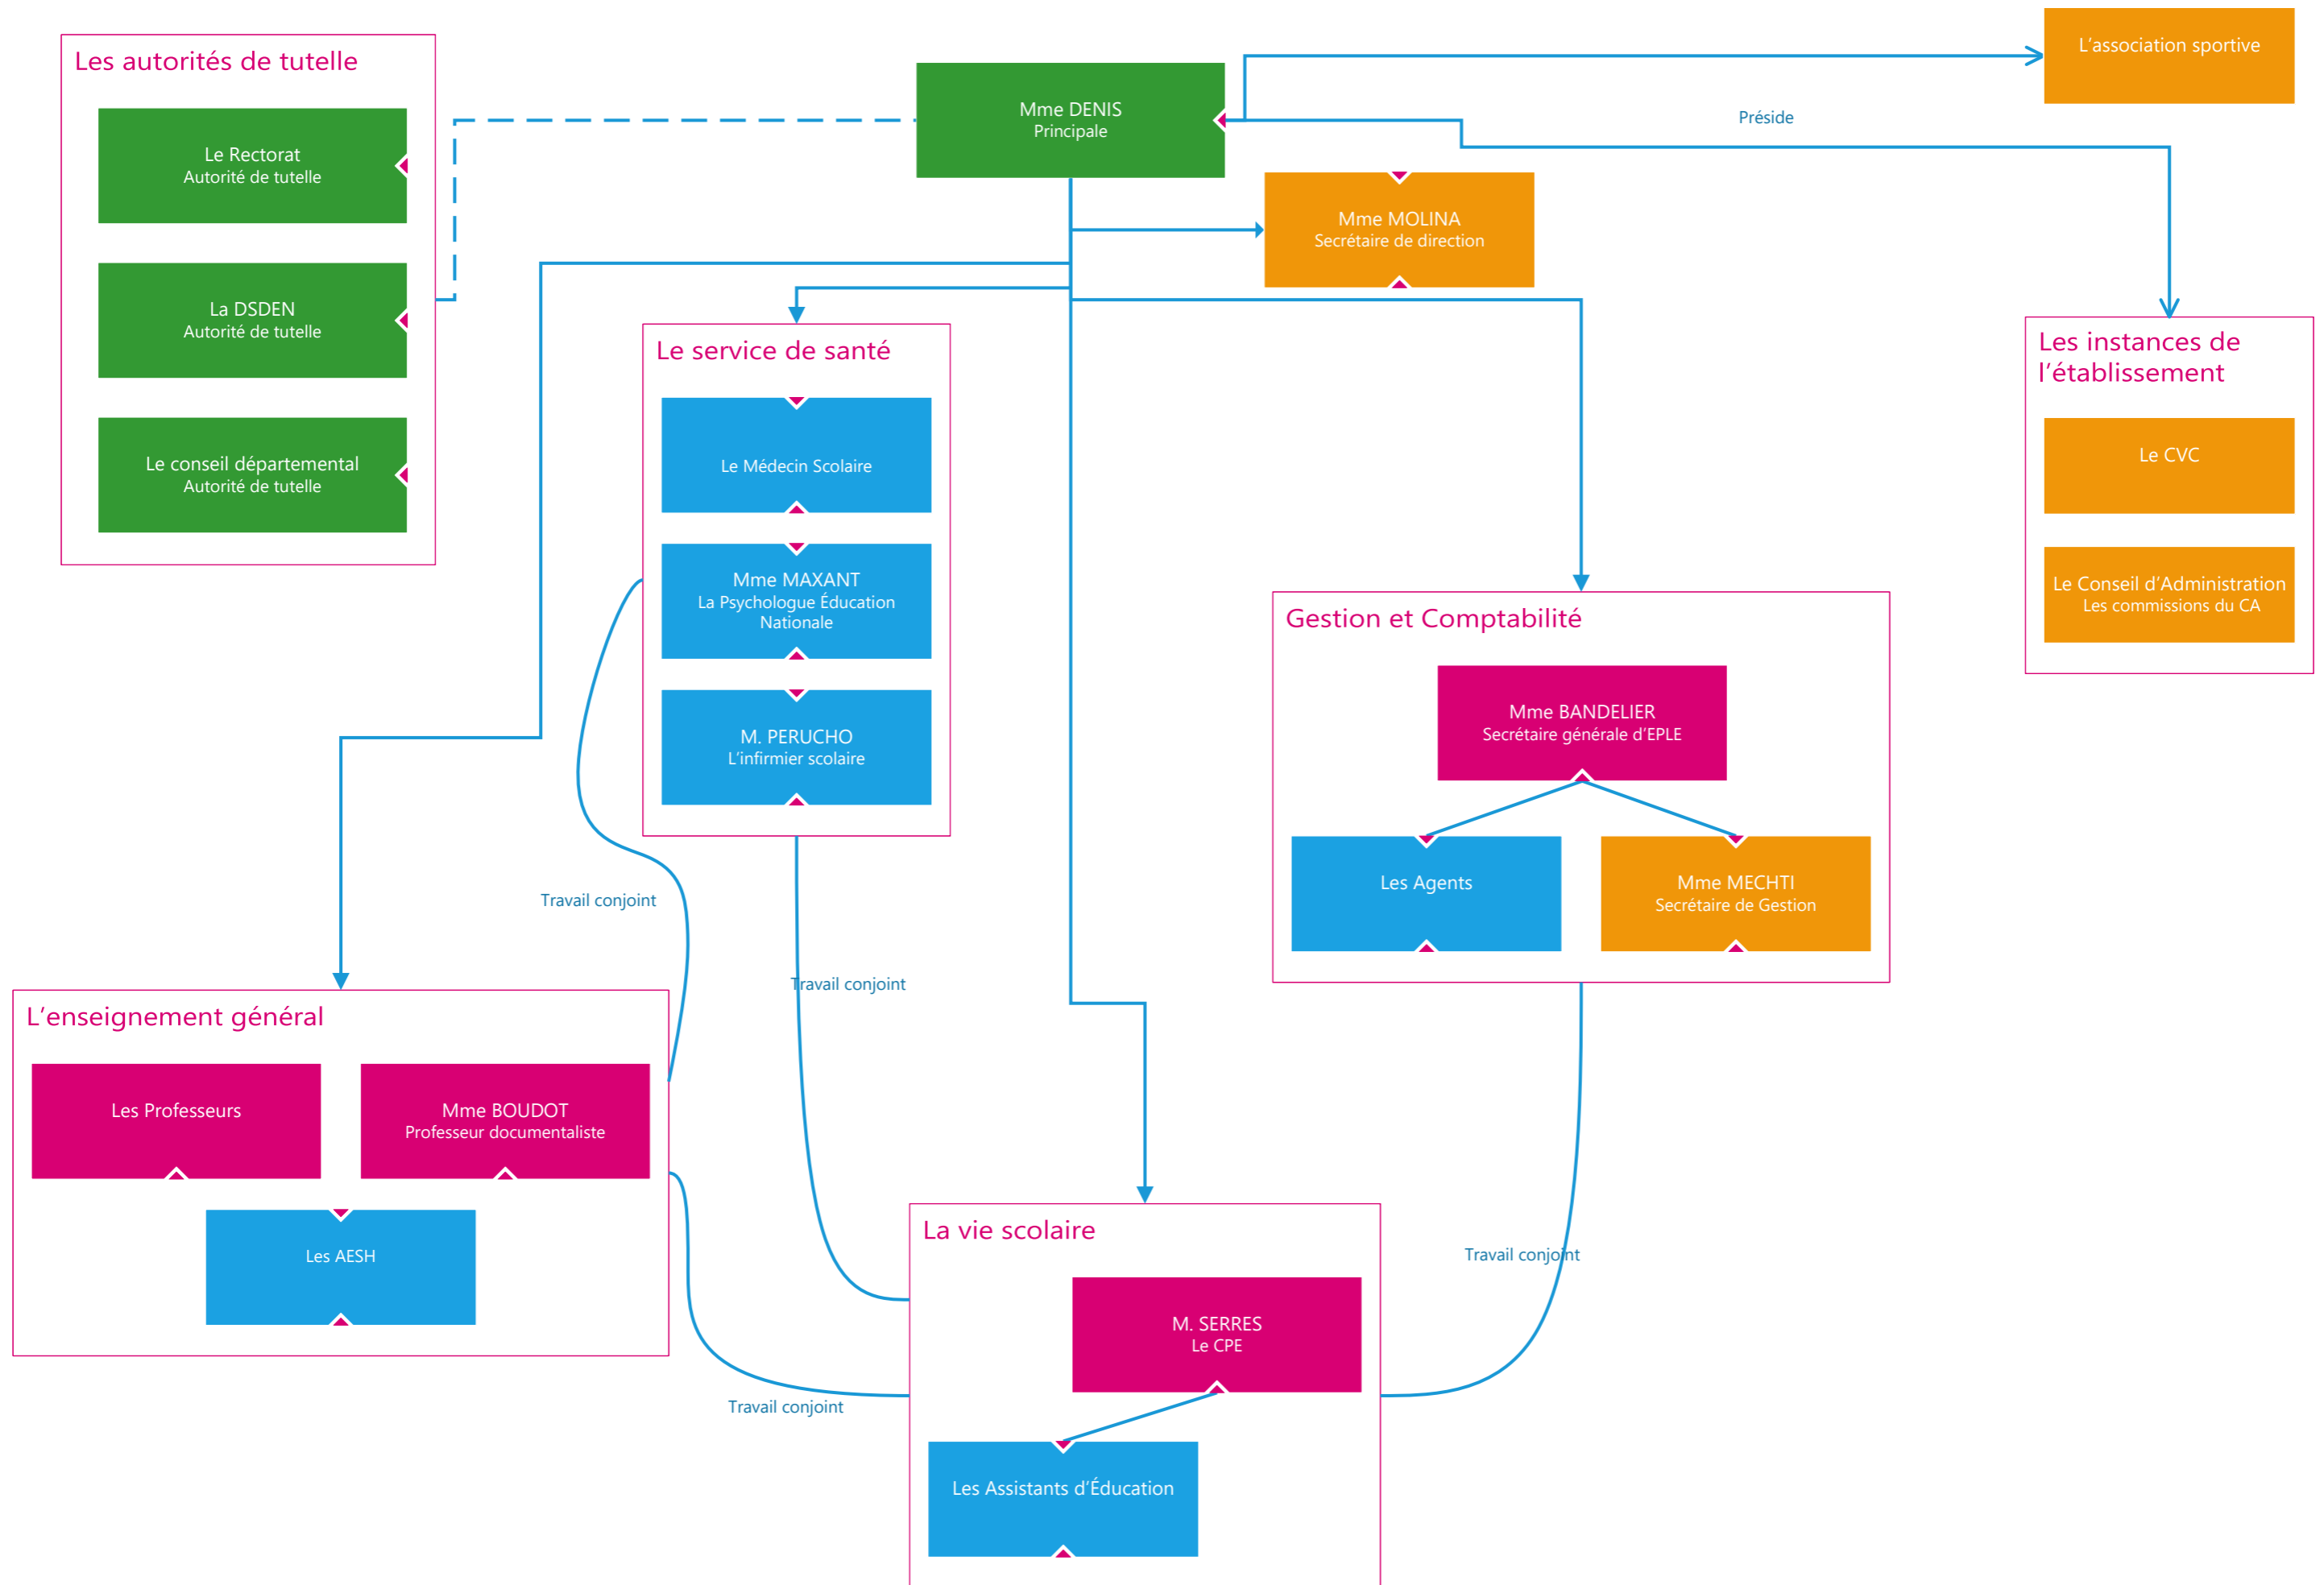 L'association sportive
Les autorités de tutelle
Mme DENIS
Principale
Préside
Le Rectorat
Autorité de tutelle
Mme MOLINA
Secrétaire de direction
La DSDEN
Autorité de tutelle
Le service de santé
Les instances de
l'établissement
Le conseil départemental
Autorité de tutelle
Le Médecin Scolaire
Le CVC
Mme MAXANT
La Psychologue Éducation
Nationale
Le Conseil d'Administration
Les commissions du CA
Gestion et Comptabilité
Mme BANDELIER
Secrétaire générale d'EPLE
M. PERUCHO
L'infirmier scolaire
Les Agents
Mme MECHTI
Secrétaire de Gestion
Travail conjoint
Travail conjoint
L'enseignement général
Les Professeurs
Mme BOUDOT
Professeur documentaliste
Les AESH
La vie scolaire
Travail conjoint
M. SERRES
Le CPE
Travail conjoint
Les Assistants d'Éducation